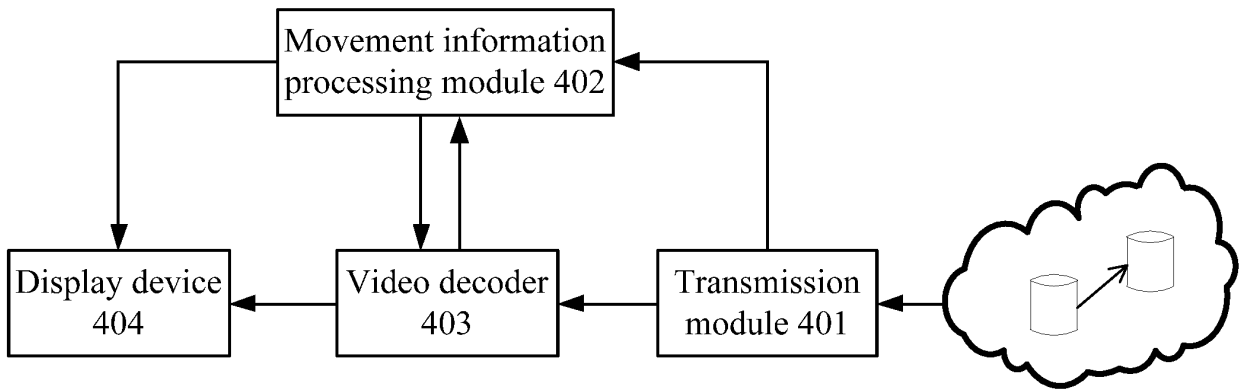 Movement information
processing module 402
Display device
404
Video decoder
403
Transmission
module 401